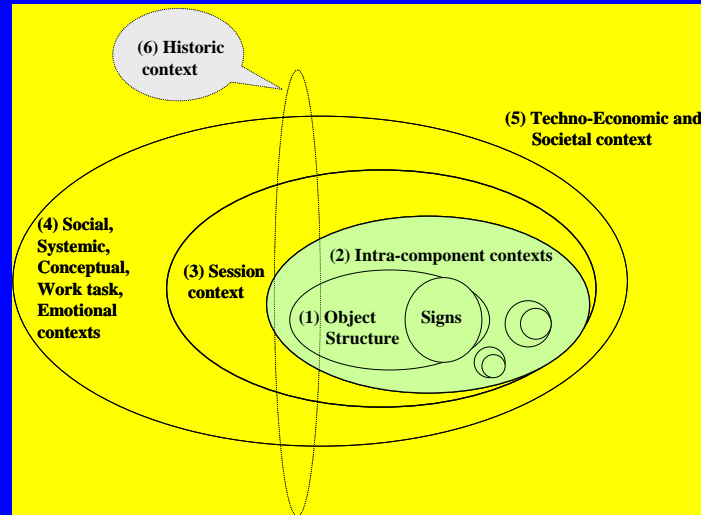 (6) Historic
context
(5) Techno-Economic and
Societal context
(4) Social,
Systemic,
Conceptual,
Work task,
Emotional
contexts
(3) Session
context
(2) Intra-component contexts
(1) Object
Structure
Signs